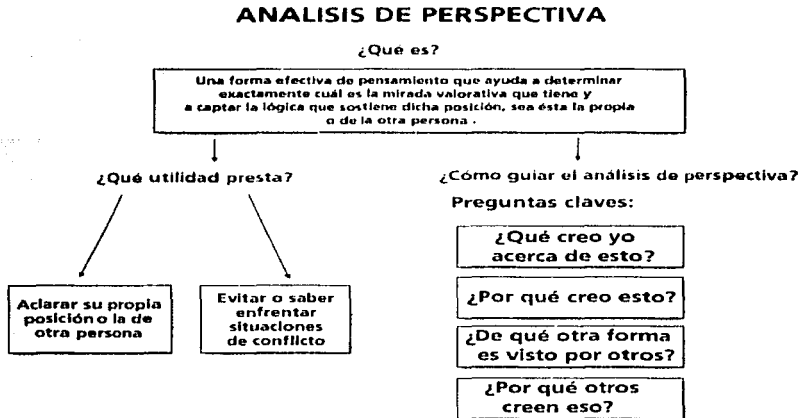 ANALISIS DE PERSPECTIVA
¿Qué es?
Una forma efectiva de pensamiento que ayuda a determinar
exactamente cuál es la mirada valorativa que tiene y
a captar la lógica que sostiene dicha posición, sea ésta la propia
o de la otra persona .
¿Qué utilidad presta?
¿Cómo guiar el análisis de perspectiva?
Preguntas claves:
Aclarar su propia
posición o la de
otra persona
Evitar o saber
enfrentar
situaciones
de conflicto
¿Qué creo yo
acerca de esto?
¿Por qué creo esto?
¿De qué otra forma
es visto por otros?
¿Por qué otros
creen eso?